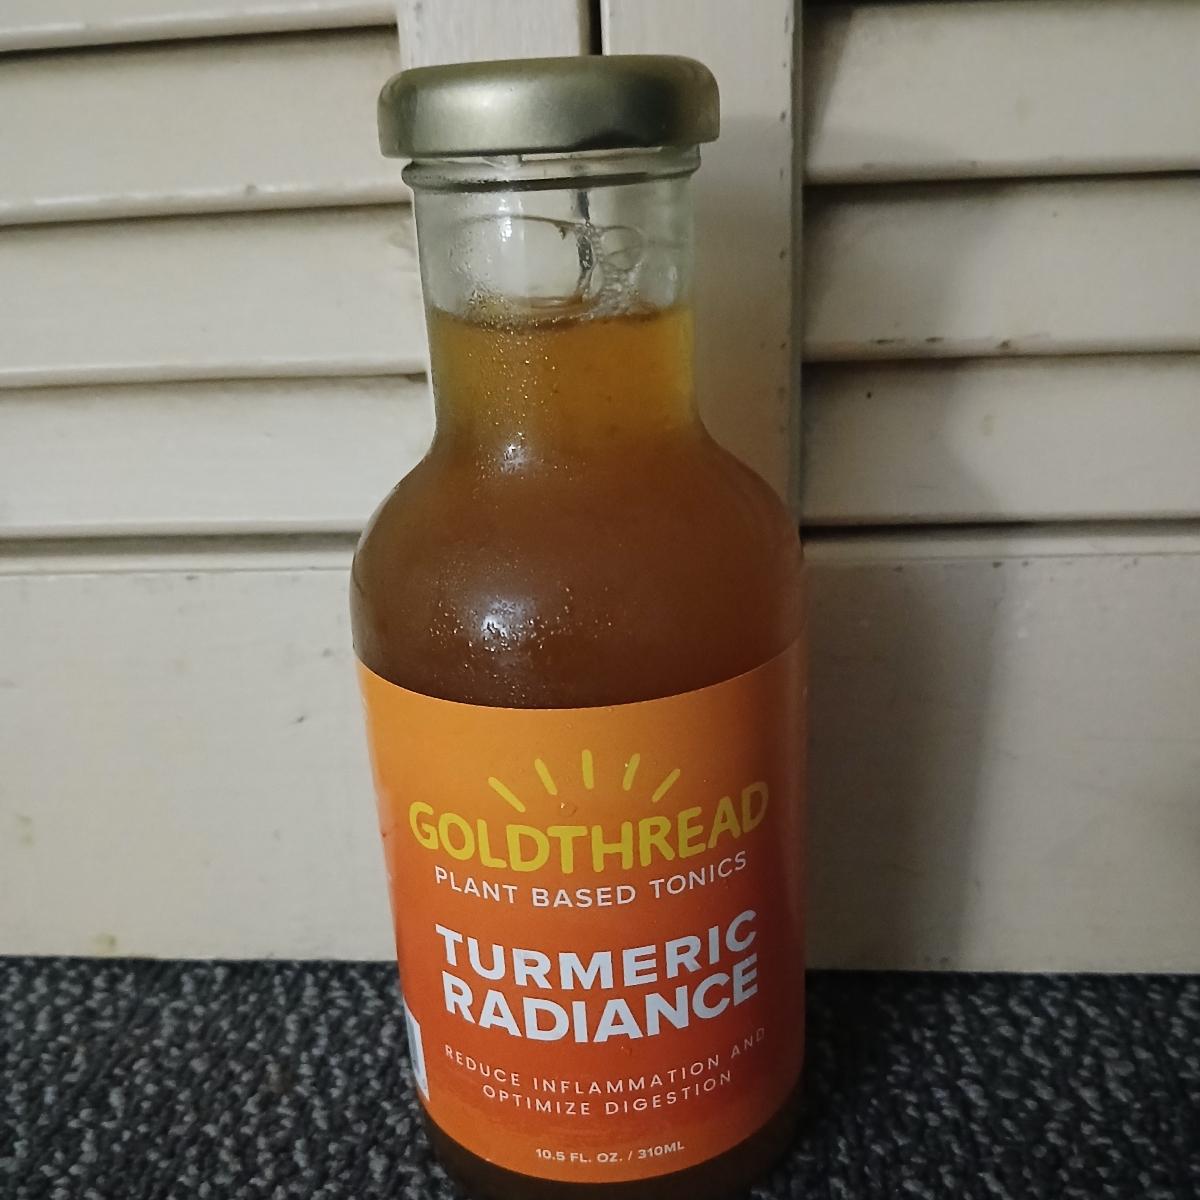 GOLDTHREAD
PLANT BASED TONICS
TURMERIC
RADIANCE
REDUCE INFLAMMATION AND
OPTIMIZE DIGESTION
10.5 FL. OZ. / 310ML